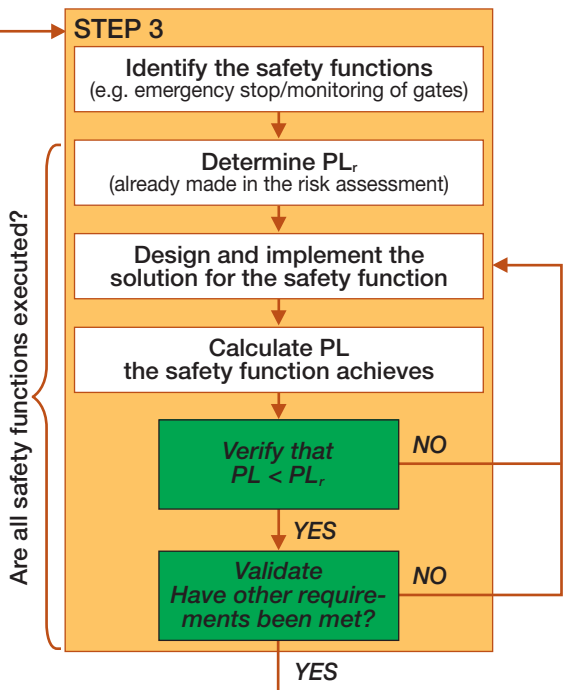 STEP 3
Identify the safety functions
(e.g. emergency stop/monitoring of gates)
Determine PLr
(already made in the risk assessment)
Design and implement the
solution for the safety function
Calculate PL
the safety function achieves
Verify that
PL < PLr
NO
YES
Validate
Have other require-
ments been met?
NO
YES
Are all safety functions executed?